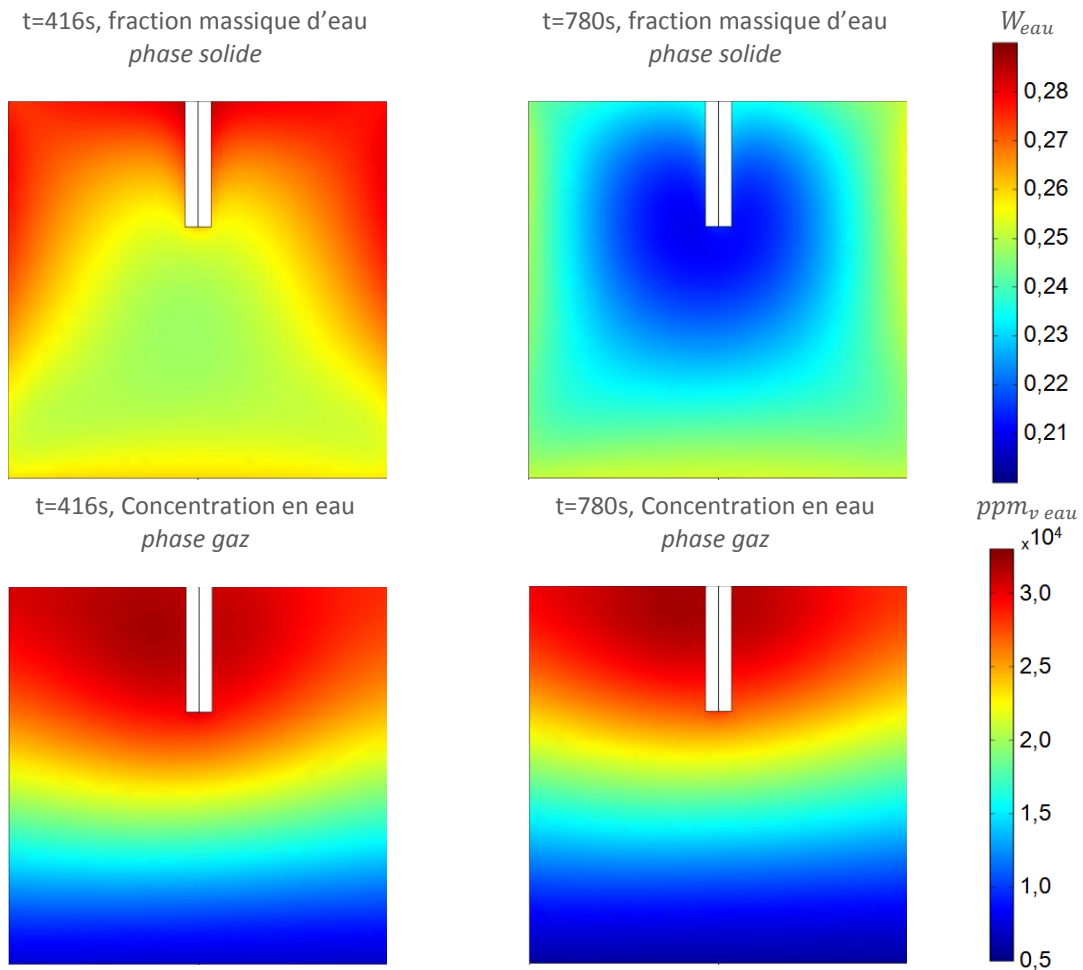 t=416s, fraction massique d’eau
phase solide
t=780s, fraction massique d’eau
phase solide
W_eau
0,28
0,27
0,26
0,25
0,24
0,23
0,22
0,21
t=416s, Concentration en eau
phase gaz
t=780s, Concentration en eau
phase gaz
ppm_v eau
x10⁴
3,0
2,5
2,0
1,5
1,0
0,5